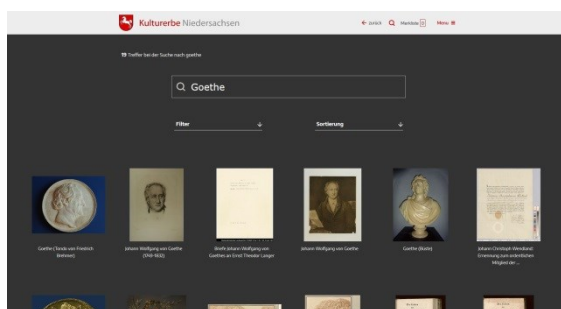 Kulturerbe Niedersachsen
← zurück Merkliste 0 Menu ≡
Treffer bei der Suche nach goethe
Goethe
Filter ↓
Sortierung ↓
Goethe (Tondo von Friedrich
Brehmer)
Johann Wolfgang von Goethe
(1749-1832)
Briefe Johann Wolfgang von
Goethes an Ernst Theodor Langer
Johann Wolfgang von Goethe
Goethe (Büste)
Johann Christoph Wendland:
Ernennung zum ordentlichen
Mitglied der ...